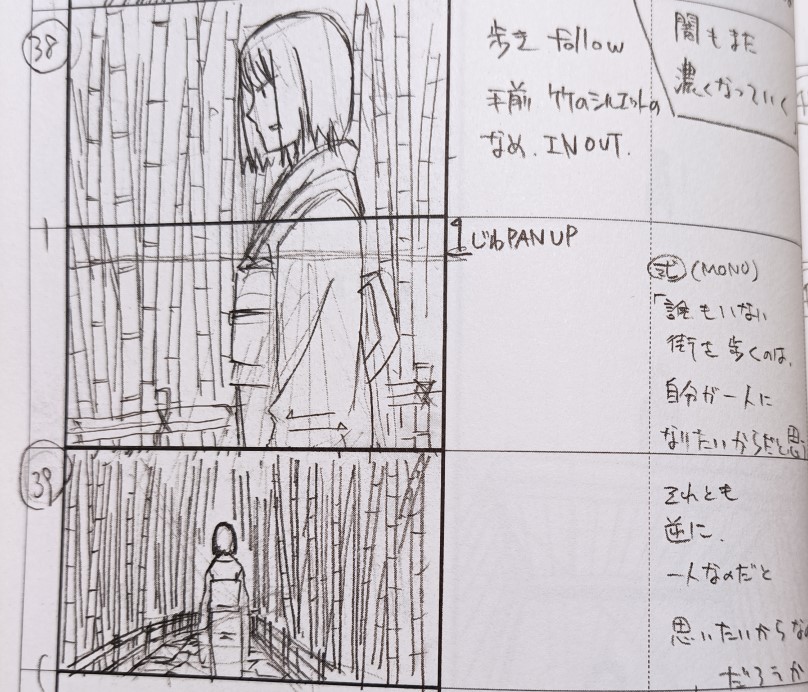 38
歩き follow
手前 竹のシルエットの
なめ. IN OUT.
闇もまた
濃くなっていく
じわPAN UP
式(MONO)
「誰もいない
街を歩くのは、
自分が一人に
なりたいからだと思
39
それとも
逆に、
一人なのだと
思いたいからなの
だろうか